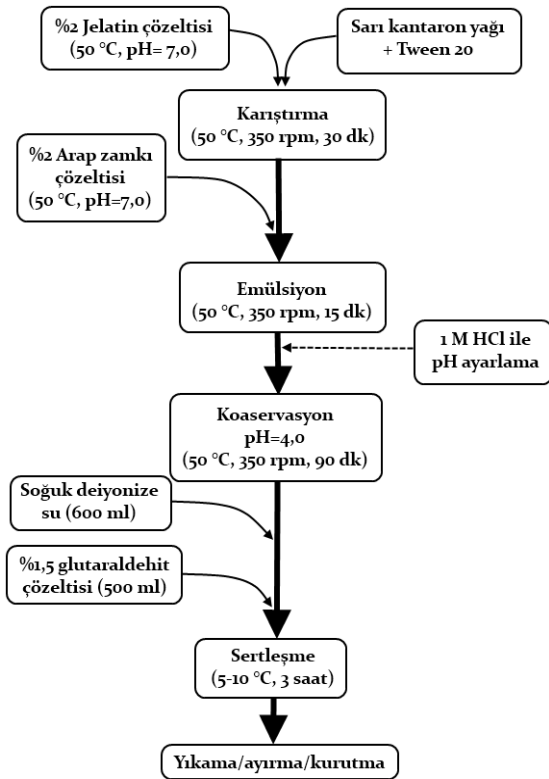 %2 Jelatin çözeltisi
(50 °C, pH= 7,0)
Sarı kantaron yağı
+ Tween 20
Karıştırma
(50 °C, 350 rpm, 30 dk)
%2 Arap zamkı
çözeltisi
(50 °C, pH=7,0)
Emülsiyon
(50 °C, 350 rpm, 15 dk)
1 M HCl ile
pH ayarlama
Koaservasyon
pH=4,0
(50 °C, 350 rpm, 90 dk)
Soğuk deiyonize
su (600 ml)
%1,5 glutaraldehit
çözeltisi (500 ml)
Sertleşme
(5-10 °C, 3 saat)
Yıkama/ayırma/kurutma